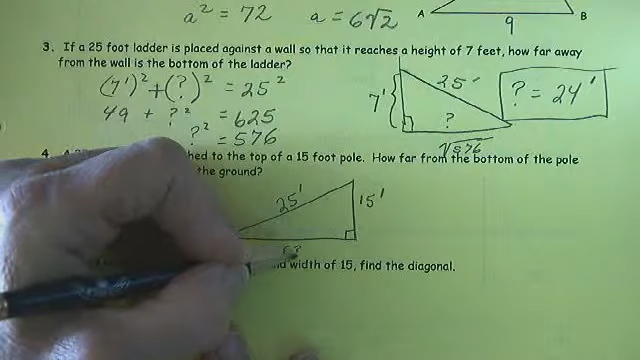 a² = 72 a = 6√2
A B
9
3. If a 25 foot ladder is placed against a wall so that it reaches a height of 7 feet, how far away
from the wall is the bottom of the ladder?
(7')² + (?)² = 25²
49 + ?² = 625
?² = 576
7' 25' ?
√576
? = 24'
4. hed to the top of a 15 foot pole. How far from the bottom of the pole
the ground?
25' 15'
width of 15, find the diagonal.